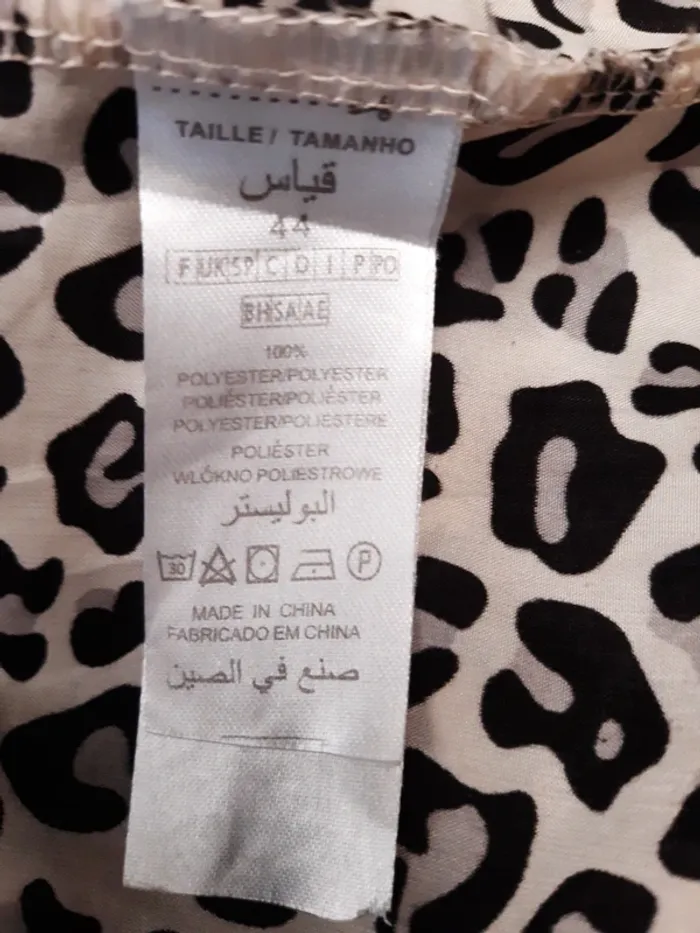 TAILLE / TAMANHO
قياس
44
F UK SP C D I P PO
BH SA AE
100%
POLYESTER/POLYESTER
POLIÉSTER/POLIÉSTER
POLYESTER/POLIESTERE
POLIÉSTER
WLÓKNO POLIESTROWE
البوليستر
30 P
MADE IN CHINA
FABRICADO EM CHINA
صنع في الصين